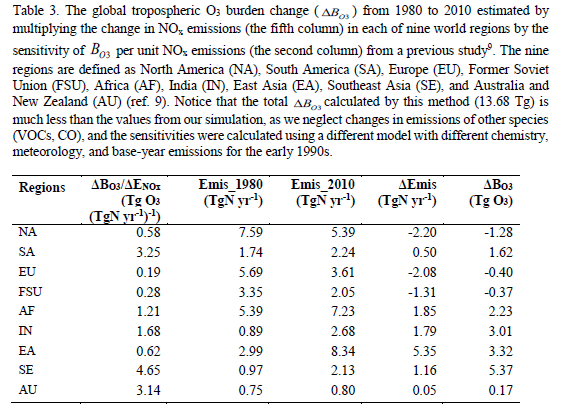 Table 3. The global tropospheric O₃ burden change (ΔB_O3) from 1980 to 2010 estimated by
multiplying the change in NOₓ emissions (the fifth column) in each of nine world regions by the
sensitivity of B_O3 per unit NOₓ emissions (the second column) from a previous study⁹. The nine
regions are defined as North America (NA), South America (SA), Europe (EU), Former Soviet
Union (FSU), Africa (AF), India (IN), East Asia (EA), Southeast Asia (SE), and Australia and
New Zealand (AU) (ref. 9). Notice that the total ΔB_O3 calculated by this method (13.68 Tg) is
much less than the values from our simulation, as we neglect changes in emissions of other species
(VOCs, CO), and the sensitivities were calculated using a different model with different chemistry,
meteorology, and base-year emissions for the early 1990s.
Regions ΔB_O3/ΔE_NOx Emis_1980 Emis_2010 ΔEmis ΔB_O3
(Tg O₃ (TgN yr⁻¹) (TgN yr⁻¹) (TgN yr⁻¹) (Tg O₃)
(TgN yr⁻¹)⁻¹)
NA 0.58 7.59 5.39 -2.20 -1.28
SA 3.25 1.74 2.24 0.50 1.62
EU 0.19 5.69 3.61 -2.08 -0.40
FSU 0.28 3.35 2.05 -1.31 -0.37
AF 1.21 5.39 7.23 1.85 2.23
IN 1.68 0.89 2.68 1.79 3.01
EA 0.62 2.99 8.34 5.35 3.32
SE 4.65 0.97 2.13 1.16 5.37
AU 3.14 0.75 0.80 0.05 0.17